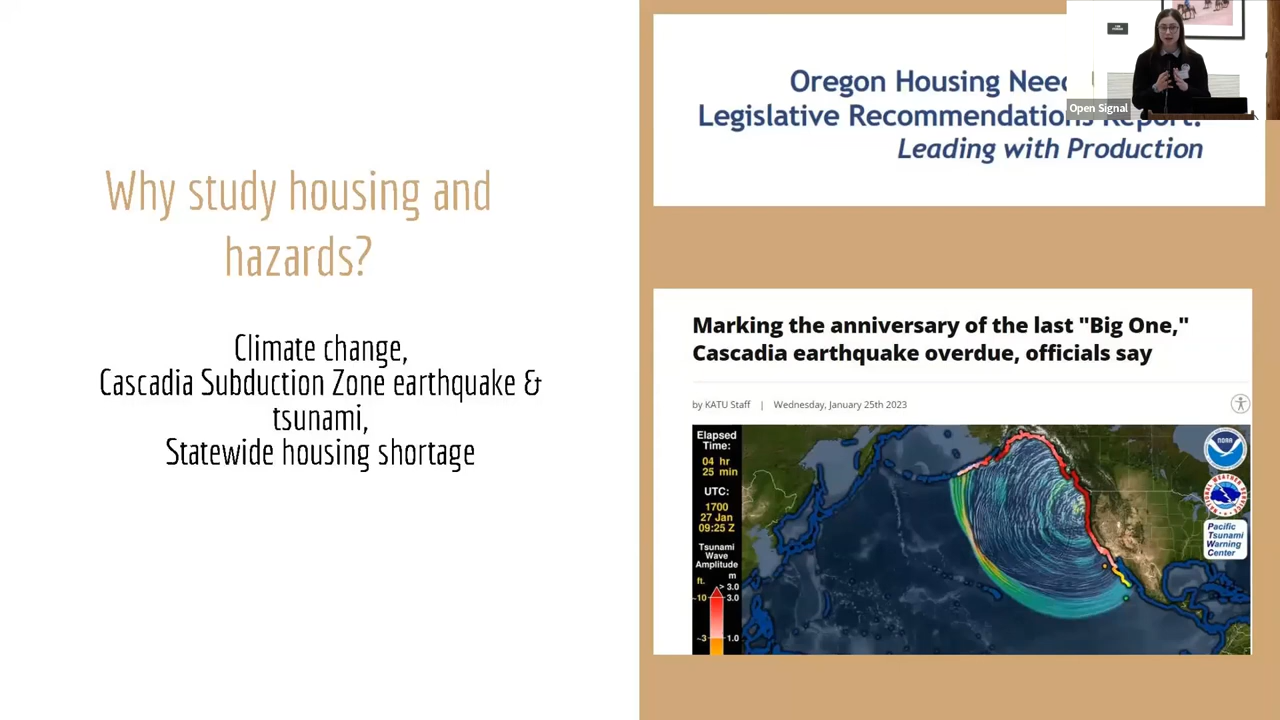 Why study housing and
hazards?
Climate change,
Cascadia Subduction Zone earthquake &
tsunami,
Statewide housing shortage
Oregon Housing
Legislative Recommendations Report:
Leading with Production
Open Signal
Marking the anniversary of the last "Big One,"
Cascadia earthquake overdue, officials say
by KATU Staff | Wednesday, January 25th 2023
Elapsed
Time:
04 hr
25 min
UTC:
1700
27 Jan
09:25 Z
Tsunami
Wave
Amplitude
ft. m
> 3.0
~10 3.0
~3 1.0
NOAA
Pacific
Tsunami
Warning
Center